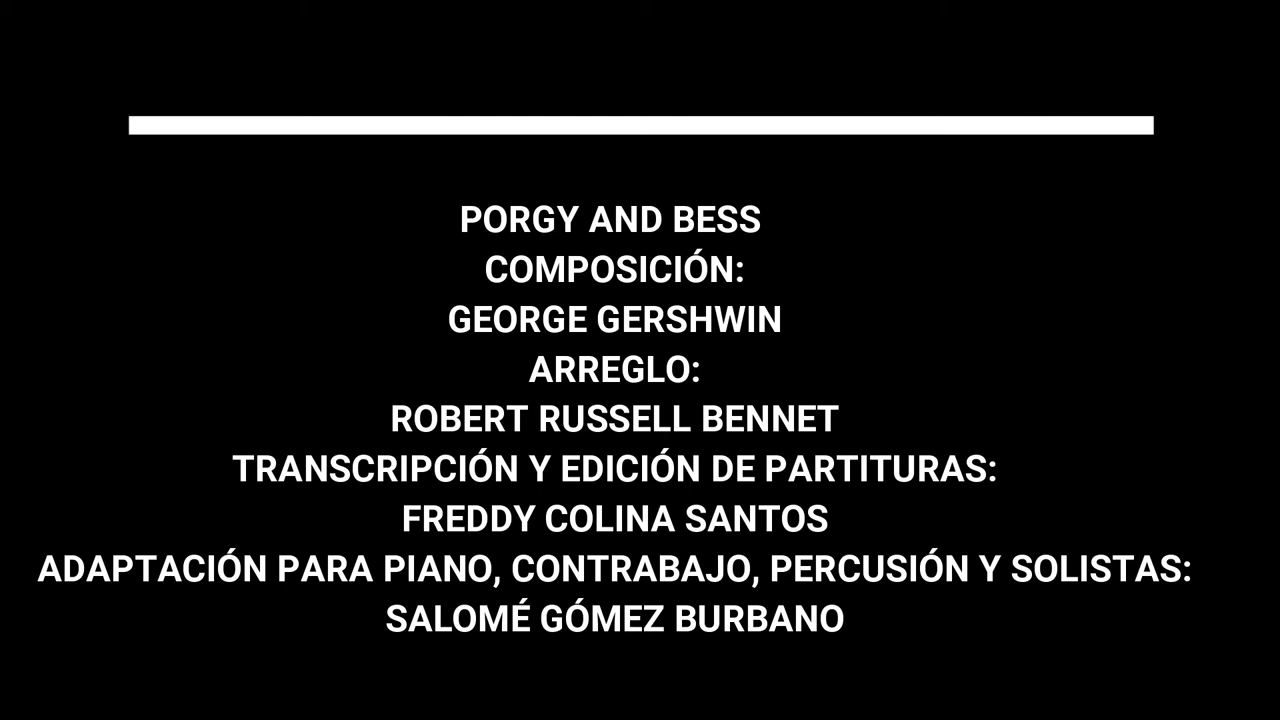 PORGY AND BESS
COMPOSICIÓN:
GEORGE GERSHWIN
ARREGLO:
ROBERT RUSSELL BENNET
TRANSCRIPCIÓN Y EDICIÓN DE PARTITURAS:
FREDDY COLINA SANTOS
ADAPTACIÓN PARA PIANO, CONTRABAJO, PERCUSIÓN Y SOLISTAS:
SALOMÉ GÓMEZ BURBANO